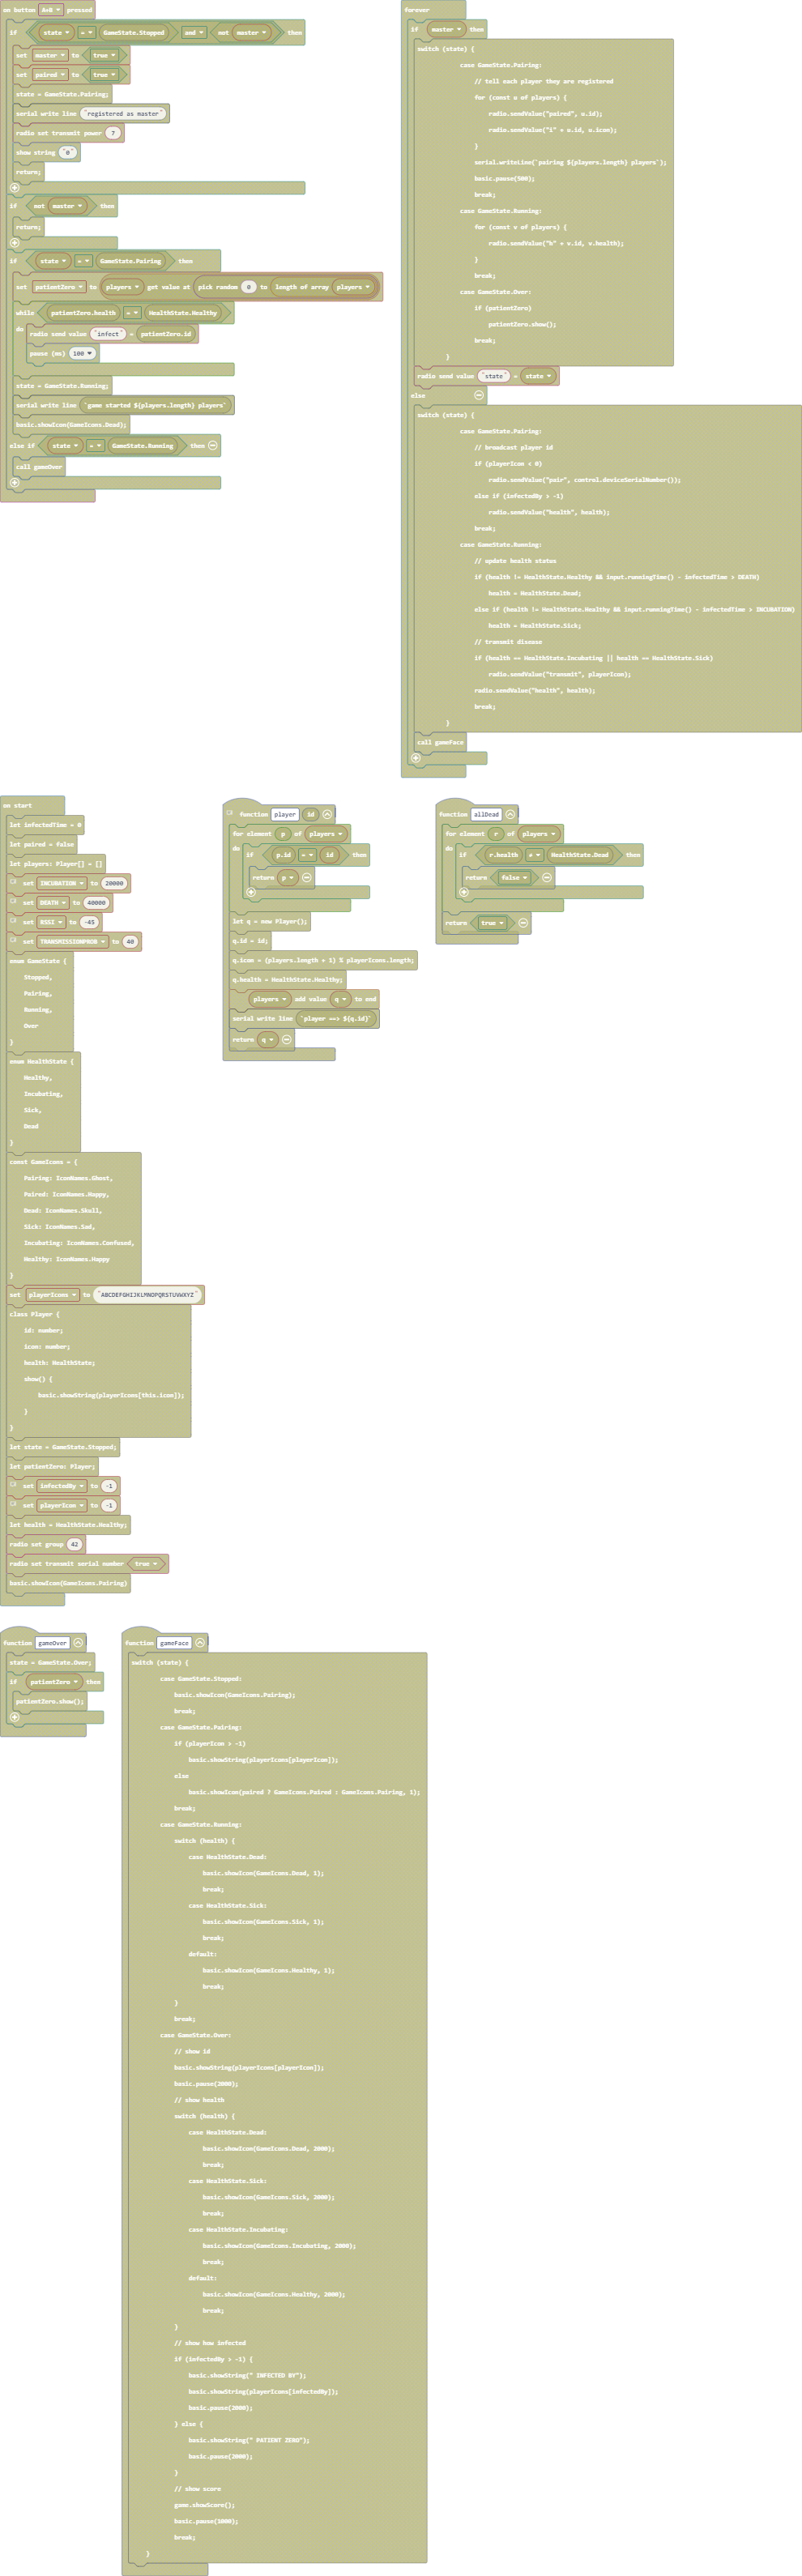 on button A+B pressed
if state = GameState.Stopped and not master then
set master to true
set paired to true
state = GameState.Pairing;
serial write line "registered as master"
radio set transmit power 7
show string "0"
return;
if not master then
return;
if state = GameState.Pairing then
set patientZero to players get value at pick random 0 to length of array players
while patientZero.health = HealthState.Healthy
do radio send value "infect" = patientZero.id
pause (ms) 100
state = GameState.Running;
serial write line `game started ${players.length} players`
basic.showIcon(GameIcons.Dead);
else if state = GameState.Running then
call gameOver
forever
if master then
switch (state) {
case GameState.Pairing:
// tell each player they are registered
for (const u of players) {
radio.sendValue("paired", u.id);
radio.sendValue("i" + u.id, u.icon);
}
serial.writeLine(`pairing ${players.length} players`);
basic.pause(500);
break;
case GameState.Running:
for (const v of players) {
radio.sendValue("h" + v.id, v.health);
}
break;
case GameState.Over:
if (patientZero)
patientZero.show();
break;
}
radio send value "state" = state
else
switch (state) {
case GameState.Pairing:
// broadcast player id
if (playerIcon < 0)
radio.sendValue("pair", control.deviceSerialNumber());
else if (infectedBy > -1)
radio.sendValue("health", health);
break;
case GameState.Running:
// update health status
if (health != HealthState.Healthy && input.runningTime() - infectedTime > DEATH)
health = HealthState.Dead;
else if (health != HealthState.Healthy && input.runningTime() - infectedTime > INCUBATION)
health = HealthState.Sick;
// transmit disease
if (health == HealthState.Incubating || health == HealthState.Sick)
radio.sendValue("transmit", playerIcon);
radio.sendValue("health", health);
break;
}
call gameFace
on start
let infectedTime = 0
let paired = false
let players: Player[] = []
set INCUBATION to 20000
set DEATH to 40000
set RSSI to -45
set TRANSMISSIONPROB to 40
enum GameState {
Stopped,
Pairing,
Running,
Over
}
enum HealthState {
Healthy,
Incubating,
Sick,
Dead
}
const GameIcons = {
Pairing: IconNames.Ghost,
Paired: IconNames.Happy,
Dead: IconNames.Skull,
Sick: IconNames.Sad,
Incubating: IconNames.Confused,
Healthy: IconNames.Happy
}
set playerIcons to "ABCDEFGHIJKLMNOPQRSTUVWXYZ"
class Player {
id: number;
icon: number;
health: HealthState;
show() {
basic.showString(playerIcons[this.icon]);
}
}
let state = GameState.Stopped;
let patientZero: Player;
set infectedBy to -1
set playerIcon to -1
let health = HealthState.Healthy;
radio set group 42
radio set transmit serial number true
basic.showIcon(GameIcons.Pairing)
function player id
for element p of players
do if p.id = id then
return p
let q = new Player();
q.id = id;
q.icon = (players.length + 1) % playerIcons.length;
q.health = HealthState.Healthy;
players add value q to end
serial write line `player ==> ${q.id}`
return q
function allDead
for element r of players
do if r.health ≠ HealthState.Dead then
return false
return true
function gameOver
state = GameState.Over;
if patientZero then
patientZero.show();
function gameFace
switch (state) {
case GameState.Stopped:
basic.showIcon(GameIcons.Pairing);
break;
case GameState.Pairing:
if (playerIcon > -1)
basic.showString(playerIcons[playerIcon]);
else
basic.showIcon(paired ? GameIcons.Paired : GameIcons.Pairing, 1);
break;
case GameState.Running:
switch (health) {
case HealthState.Dead:
basic.showIcon(GameIcons.Dead, 1);
break;
case HealthState.Sick:
basic.showIcon(GameIcons.Sick, 1);
break;
default:
basic.showIcon(GameIcons.Healthy, 1);
break;
}
break;
case GameState.Over:
// show id
basic.showString(playerIcons[playerIcon]);
basic.pause(2000);
// show health
switch (health) {
case HealthState.Dead:
basic.showIcon(GameIcons.Dead, 2000);
break;
case HealthState.Sick:
basic.showIcon(GameIcons.Sick, 2000);
break;
case HealthState.Incubating:
basic.showIcon(GameIcons.Incubating, 2000);
break;
default:
basic.showIcon(GameIcons.Healthy, 2000);
break;
}
// show how infected
if (infectedBy > -1) {
basic.showString(" INFECTED BY");
basic.showString(playerIcons[infectedBy]);
basic.pause(2000);
} else {
basic.showString(" PATIENT ZERO");
basic.pause(2000);
}
// show score
game.showScore();
basic.pause(1000);
break;
}